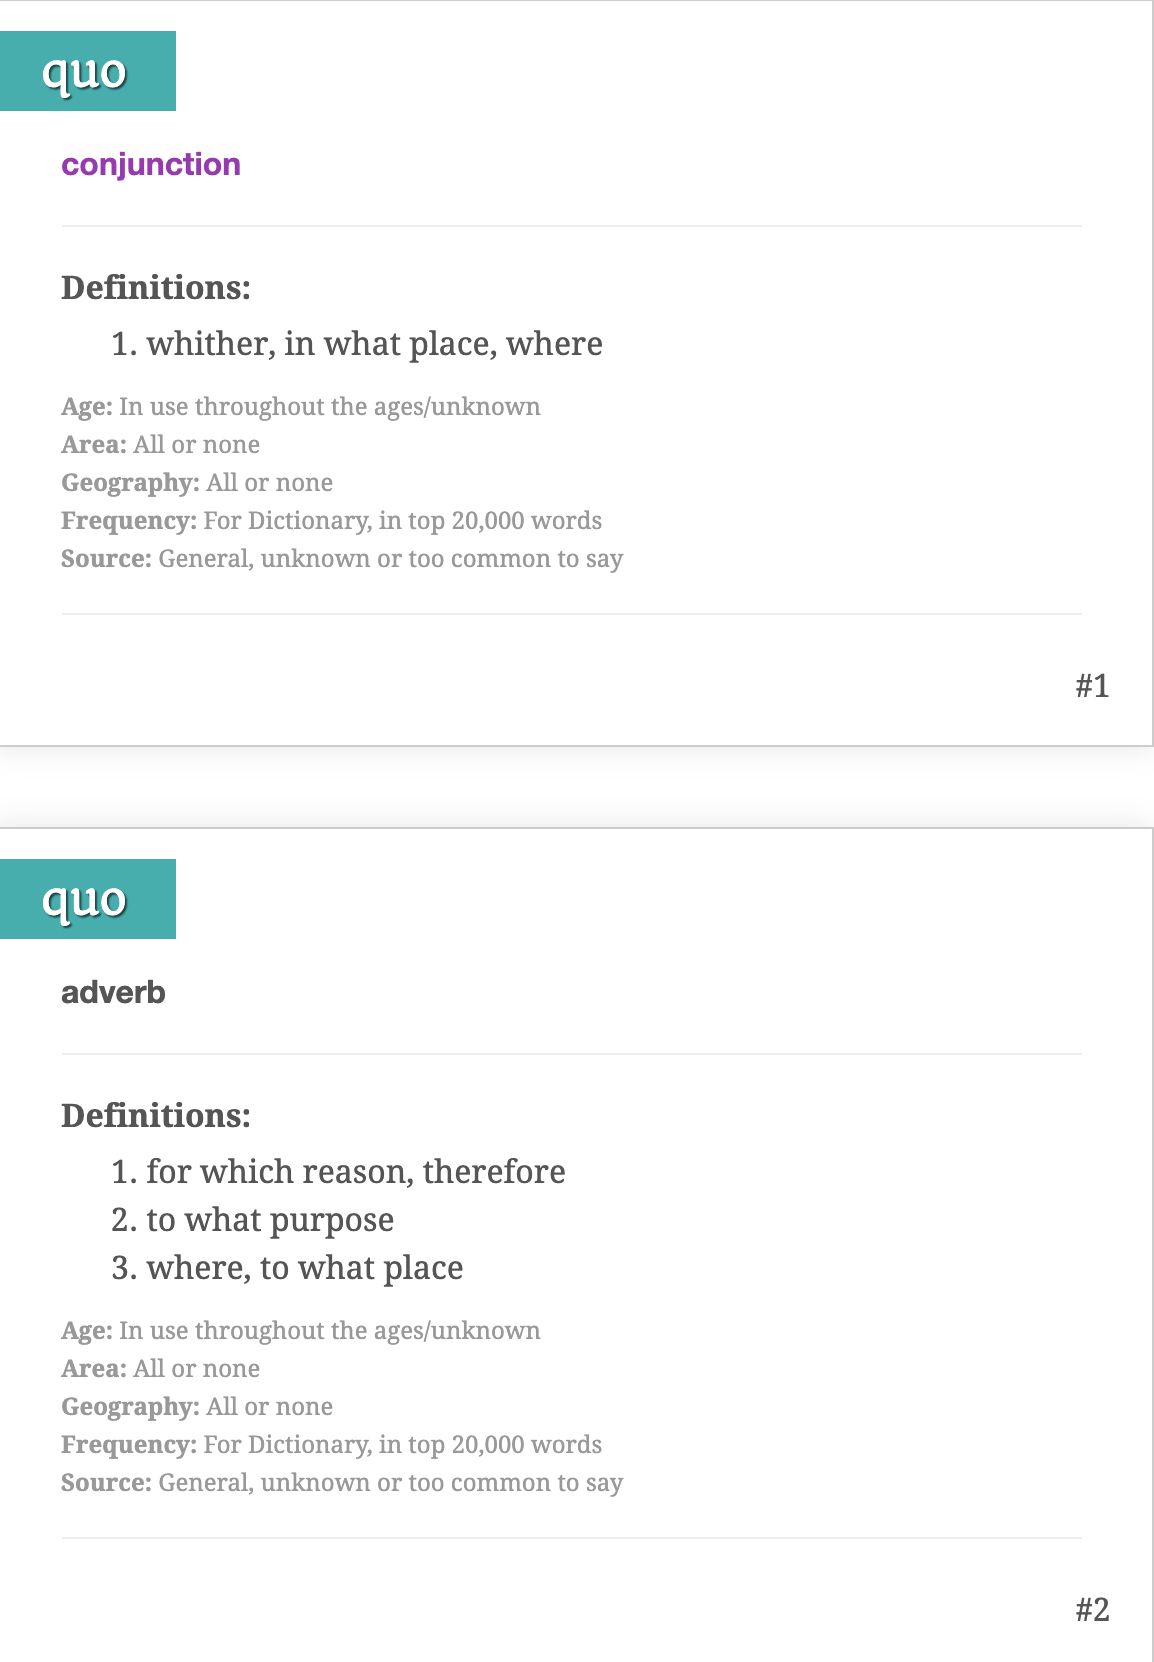 quo
conjunction
Definitions:
1. whither, in what place, where
Age: In use throughout the ages/unknown
Area: All or none
Geography: All or none
Frequency: For Dictionary, in top 20,000 words
Source: General, unknown or too common to say
#1
quo
adverb
Definitions:
1. for which reason, therefore
2. to what purpose
3. where, to what place
Age: In use throughout the ages/unknown
Area: All or none
Geography: All or none
Frequency: For Dictionary, in top 20,000 words
Source: General, unknown or too common to say
#2